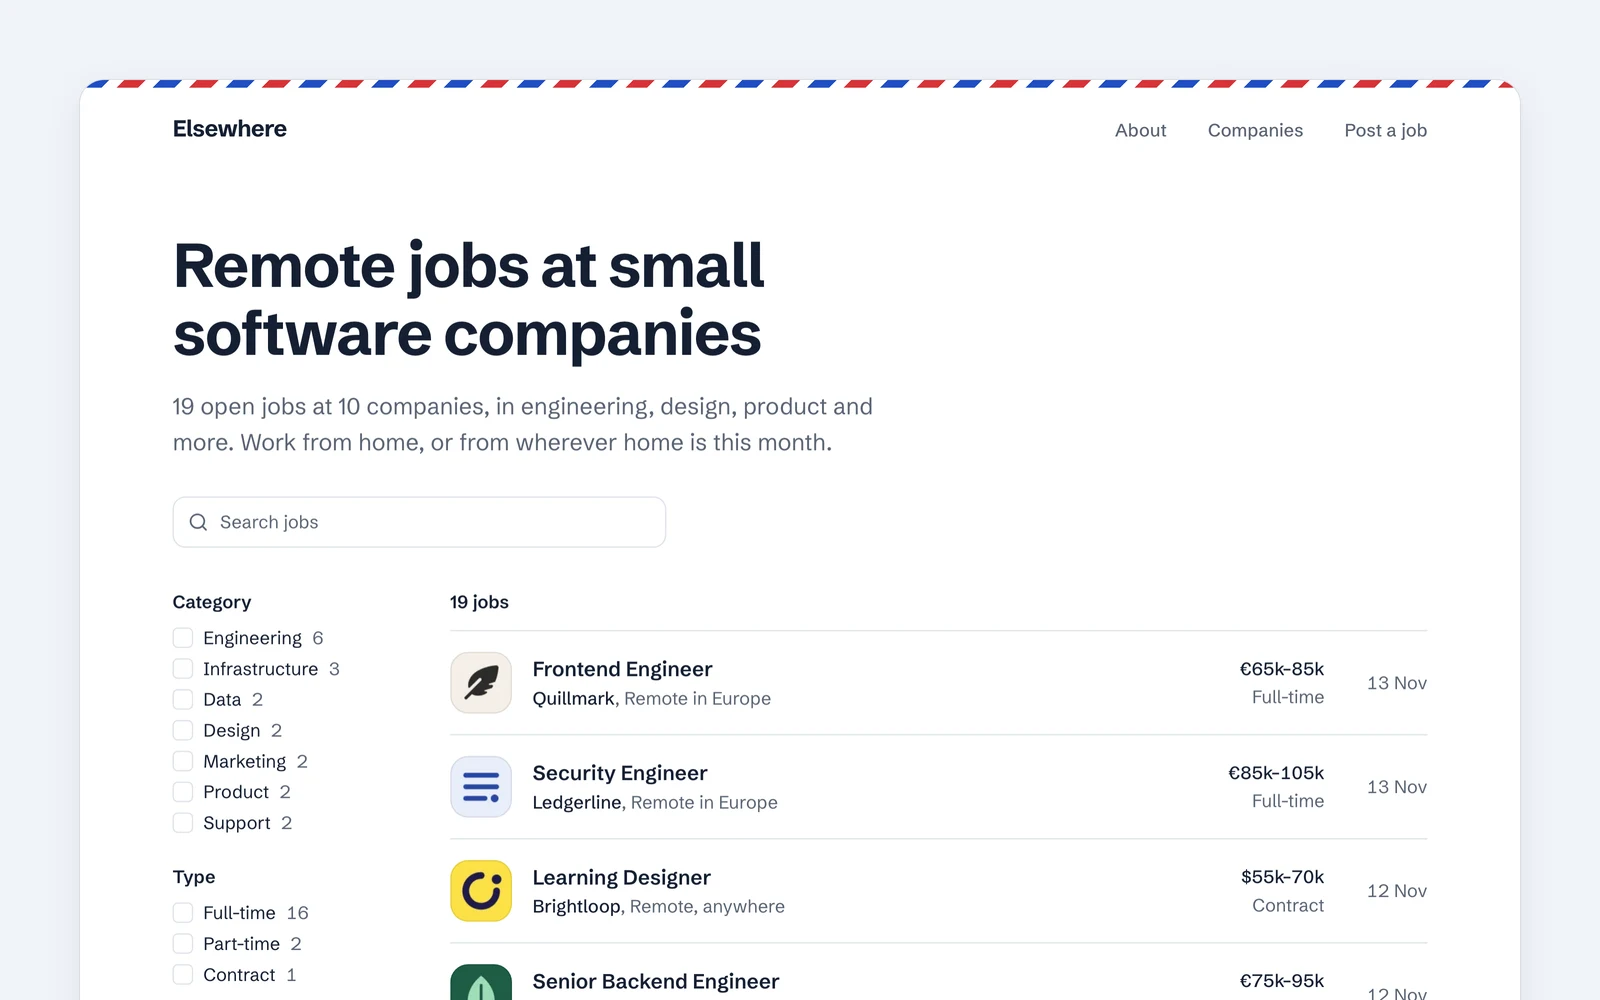 Elsewhere
About
Companies
Post a job
Remote jobs at small
software companies
19 open jobs at 10 companies, in engineering, design, product and
more. Work from home, or from wherever home is this month.
Search jobs
Category
Engineering 6
Infrastructure 3
Data 2
Design 2
Marketing 2
Product 2
Support 2
Type
Full-time 16
Part-time 2
Contract 1
19 jobs
Frontend Engineer
Quillmark, Remote in Europe
€65k–85k
Full-time
13 Nov
Security Engineer
Ledgerline, Remote in Europe
€85k–105k
Full-time
13 Nov
Learning Designer
Brightloop, Remote, anywhere
$55k–70k
Contract
12 Nov
Senior Backend Engineer
€75k–95k
12 Nov